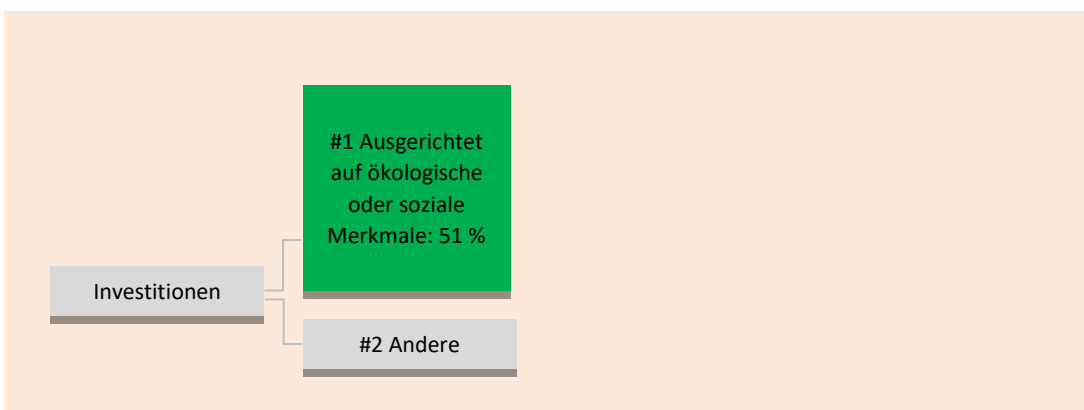 #1 Ausgerichtet
auf ökologische
oder soziale
Merkmale: 51 %
Investitionen
#2 Andere